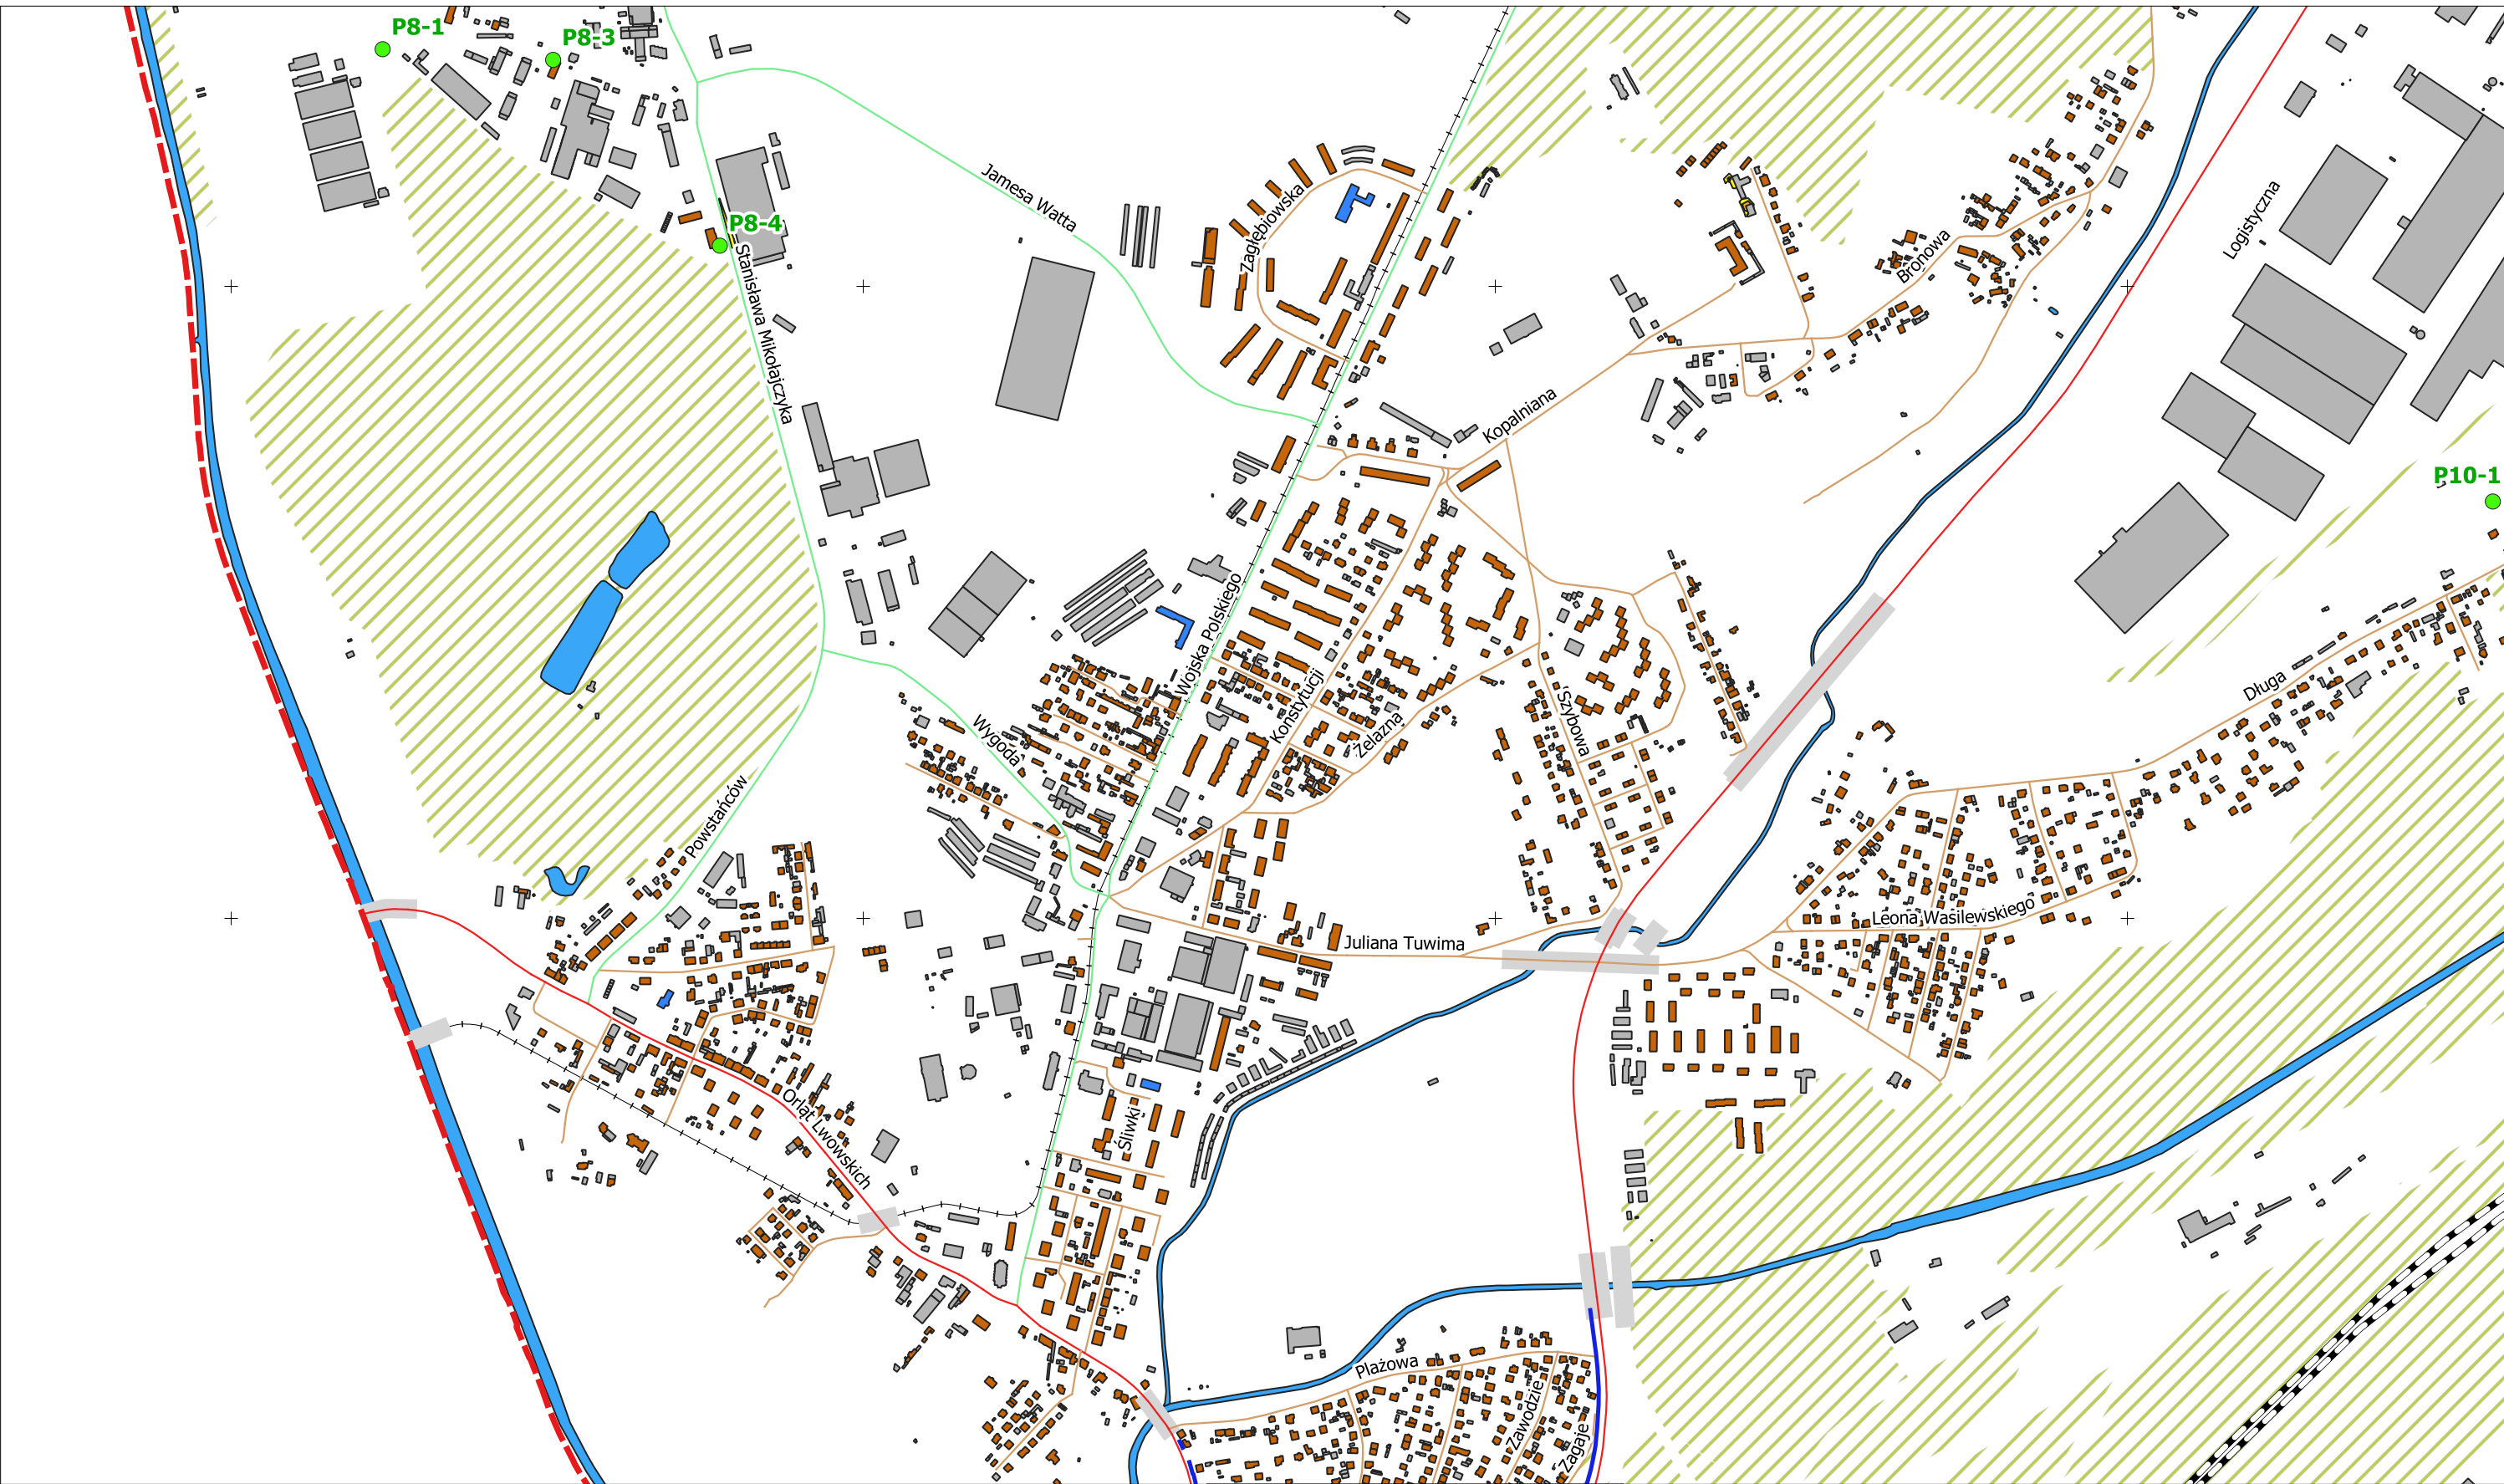 P8-1
P8-3
P8-4
Jamesa Watta
Zagłębiowska
Logistyczna
Bronowa
Stanisława Mikołajczyka
Kopalniana
P10-1
Wojska Polskiego
Konstytucji
Długa
Szybowa
Żelazna
Wygoda
Powstańców
Leona Wasilewskiego
Juliana Tuwima
Orląt Lwowskich
Śliwki
Plażowa
Zawodzie
Zagaje